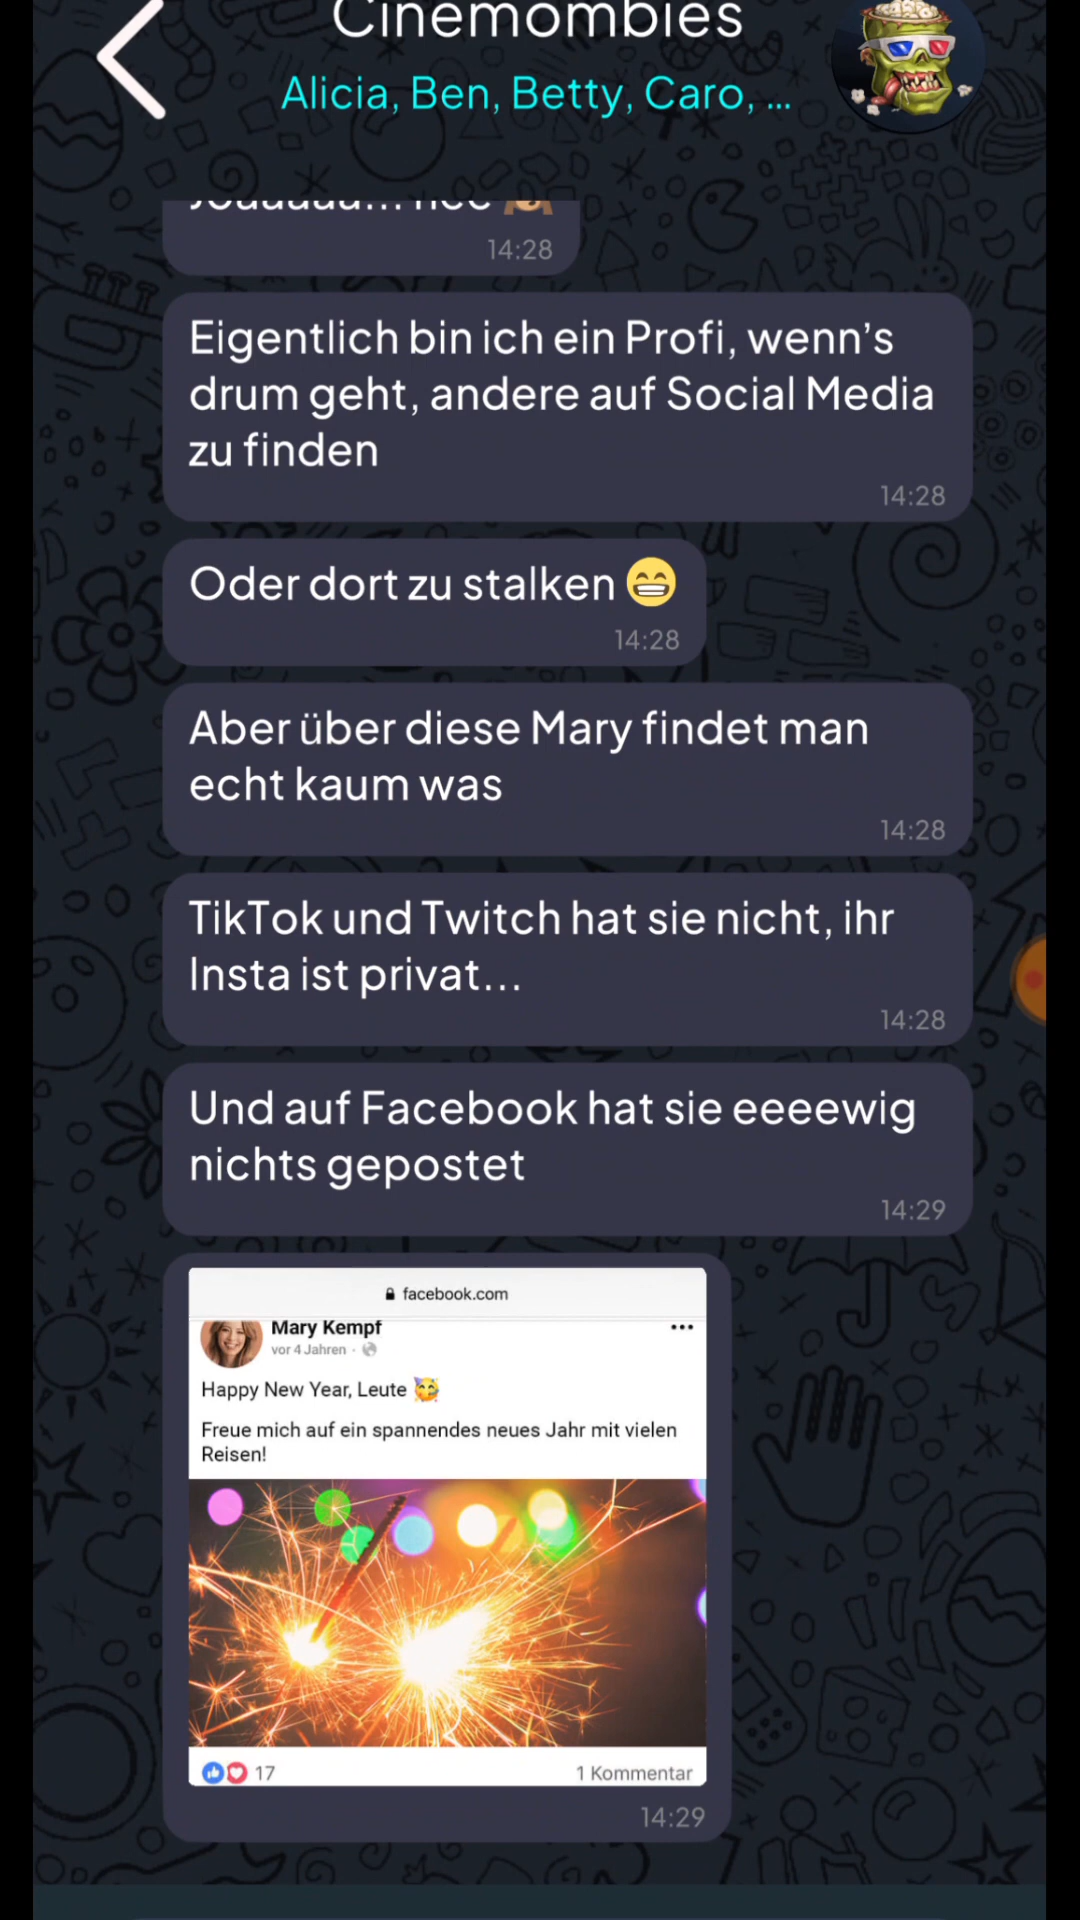 Cinemombies
Alicia, Ben, Betty, Caro, ...
14:28
Eigentlich bin ich ein Profi, wenn's
drum geht, andere auf Social Media
zu finden
14:28
Oder dort zu stalken 😁
14:28
Aber über diese Mary findet man
echt kaum was
14:28
TikTok und Twitch hat sie nicht, ihr
Insta ist privat...
14:28
Und auf Facebook hat sie eeeewig
nichts gepostet
14:29
facebook.com
Mary Kempf
vor 4 Jahren ·
Happy New Year, Leute 🥳
Freue mich auf ein spannendes neues Jahr mit vielen
Reisen!
17
1 Kommentar
14:29